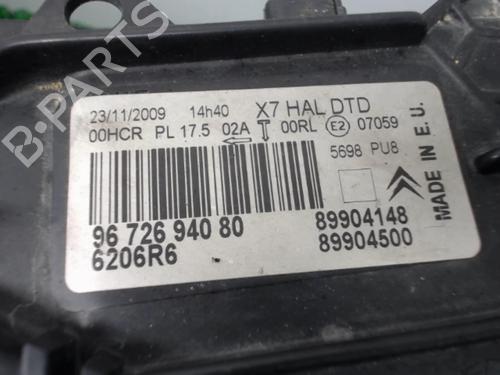 23/11/2009 14h40 X7 HAL DTD
00HCR PL 17.5 02A T 00RL E2 07059
5698 PU8
MADE IN E.U.
96 726 940 80 89904148
6206R6 89904500
B-PARTS